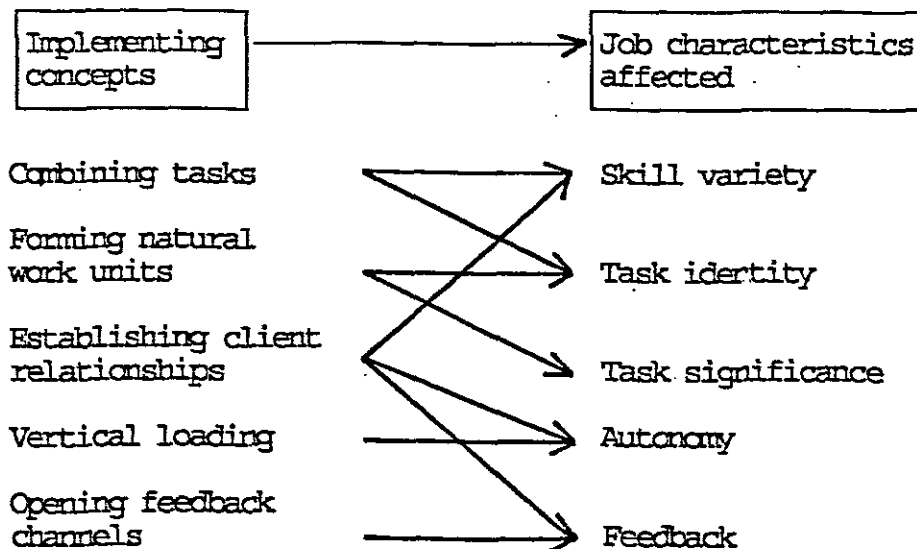 Implementing
concepts
Job characteristics
affected
Combining tasks
Skill variety
Forming natural
work units
Task identity
Establishing client
relationships
Task significance
Vertical loading
Autonomy
Opening feedback
channels
Feedback